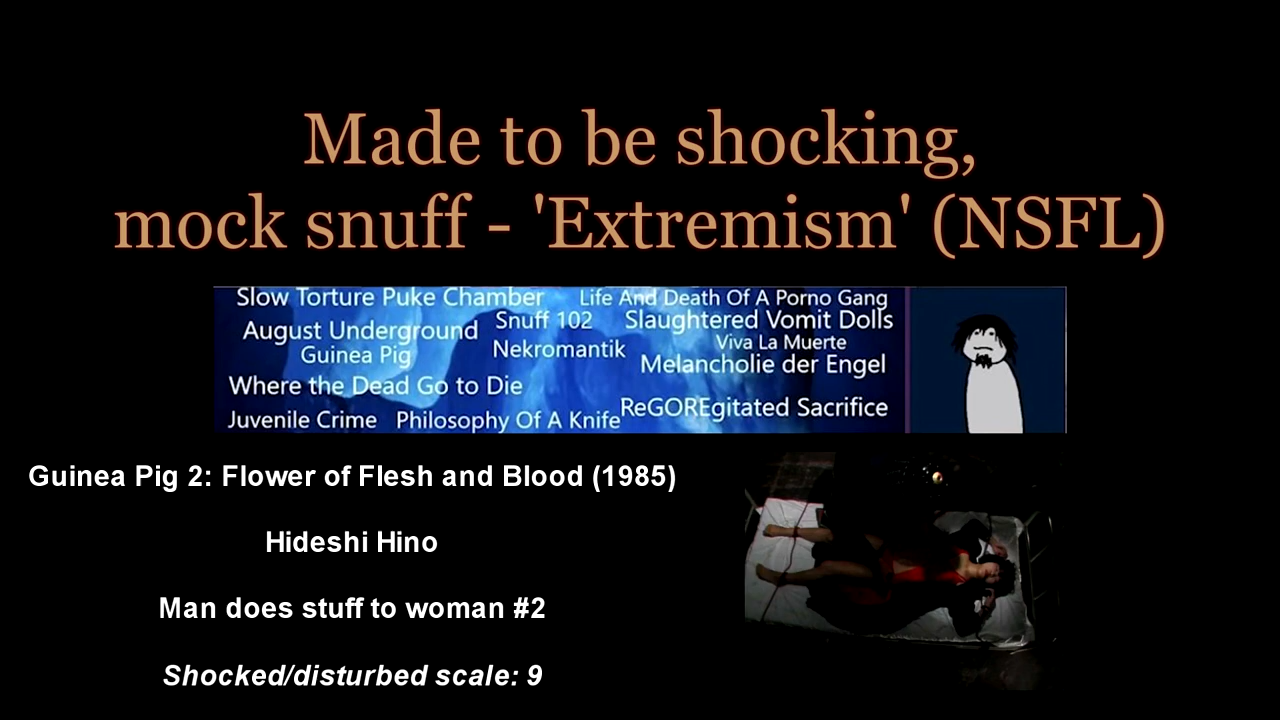 Made to be shocking,
mock snuff - 'Extremism' (NSFL)
Slow Torture Puke Chamber
Life And Death Of A Porno Gang
August Underground
Snuff 102
Slaughtered Vomit Dolls
Guinea Pig
Nekromantik
Viva La Muerte
Melancholie der Engel
Where the Dead Go to Die
Juvenile Crime
Philosophy Of A Knife
ReGOREgitated Sacrifice
Guinea Pig 2: Flower of Flesh and Blood (1985)
Hideshi Hino
Man does stuff to woman #2
Shocked/disturbed scale: 9